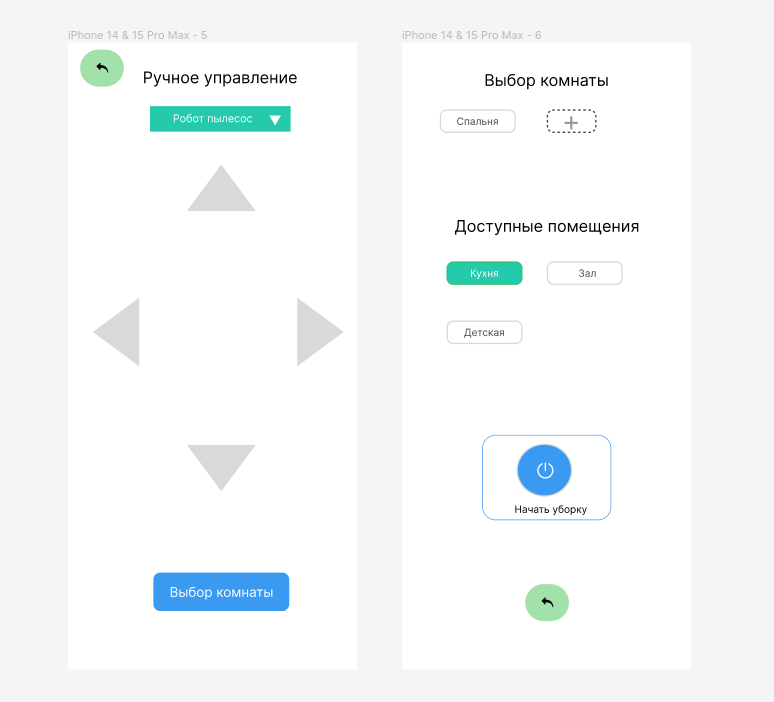 iPhone 14 & 15 Pro Max - 5
Ручное управление
Робот пылесос
Выбор комнаты
iPhone 14 & 15 Pro Max - 6
Выбор комнаты
Спальня
Доступные помещения
Кухня
Зал
Детская
Начать уборку